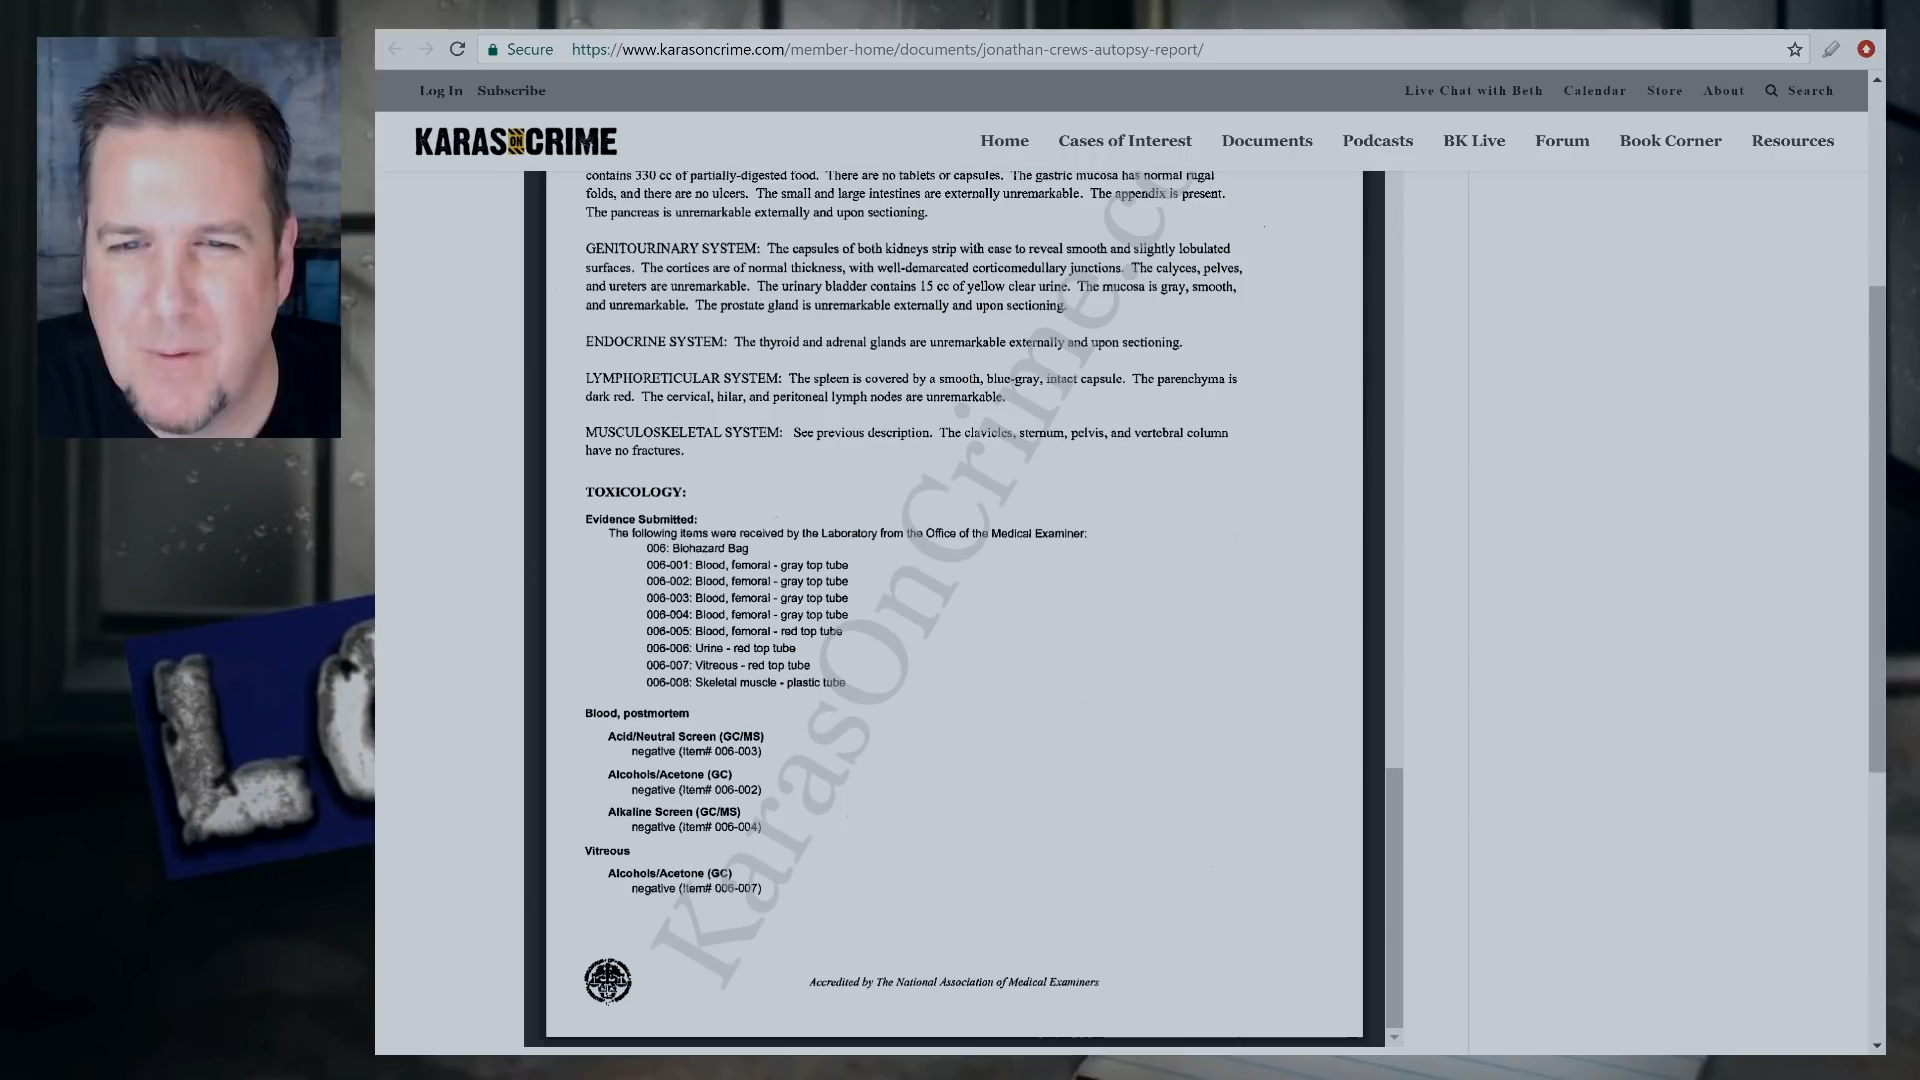 Secure https://www.karasoncrime.com/member-home/documents/jonathan-crews-autopsy-report/
Log In Subscribe Live Chat with Beth Calendar Store About Search
KARAS ON CRIME Home Cases of Interest Documents Podcasts BK Live Forum Book Corner Resources
contains 330 cc of partially-digested food. There are no tablets or capsules. The gastric mucosa has normal rugal
folds, and there are no ulcers. The small and large intestines are externally unremarkable. The appendix is present.
The pancreas is unremarkable externally and upon sectioning.
GENITOURINARY SYSTEM: The capsules of both kidneys strip with ease to reveal smooth and slightly lobulated
surfaces. The cortices are of normal thickness, with well-demarcated corticomedullary junctions. The calyces, pelves,
and ureters are unremarkable. The urinary bladder contains 15 cc of yellow clear urine. The mucosa is gray, smooth,
and unremarkable. The prostate gland is unremarkable externally and upon sectioning.
ENDOCRINE SYSTEM: The thyroid and adrenal glands are unremarkable externally and upon sectioning.
LYMPHORETICULAR SYSTEM: The spleen is covered by a smooth, blue-gray, intact capsule. The parenchyma is
dark red. The cervical, hilar, and peritoneal lymph nodes are unremarkable.
MUSCULOSKELETAL SYSTEM: See previous description. The clavicles, sternum, pelvis, and vertebral column
have no fractures.
TOXICOLOGY:
Evidence Submitted:
The following items were received by the Laboratory from the Office of the Medical Examiner:
006: Biohazard Bag
006-001: Blood, femoral - gray top tube
006-002: Blood, femoral - gray top tube
006-003: Blood, femoral - gray top tube
006-004: Blood, femoral - gray top tube
006-005: Blood, femoral - red top tube
006-006: Urine - red top tube
006-007: Vitreous - red top tube
006-008: Skeletal muscle - plastic tube
Blood, postmortem
Acid/Neutral Screen (GC/MS)
negative (Item# 006-003)
Alcohols/Acetone (GC)
negative (Item# 006-002)
Alkaline Screen (GC/MS)
negative (Item# 006-004)
Vitreous
Alcohols/Acetone (GC)
negative (Item# 006-007)
Accredited by The National Association of Medical Examiners
KarasOnCrime.co
LO